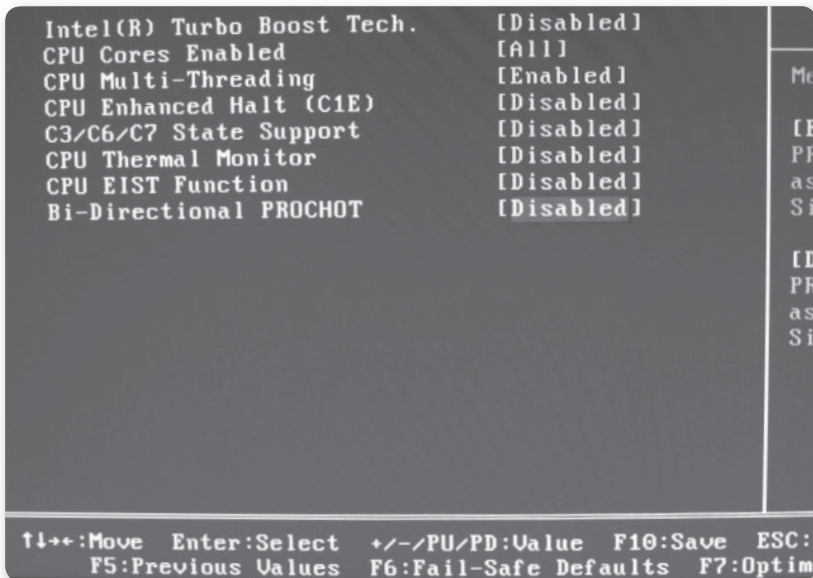 Intel(R) Turbo Boost Tech. [Disabled]
CPU Cores Enabled [All]
CPU Multi-Threading [Enabled]
CPU Enhanced Halt (C1E) [Disabled]
C3/C6/C7 State Support [Disabled]
CPU Thermal Monitor [Disabled]
CPU EIST Function [Disabled]
Bi-Directional PROCHOT [Disabled]
↑↓→←:Move Enter:Select +/-/PU/PD:Value F10:Save ESC:
F5:Previous Values F6:Fail-Safe Defaults F7:Optim